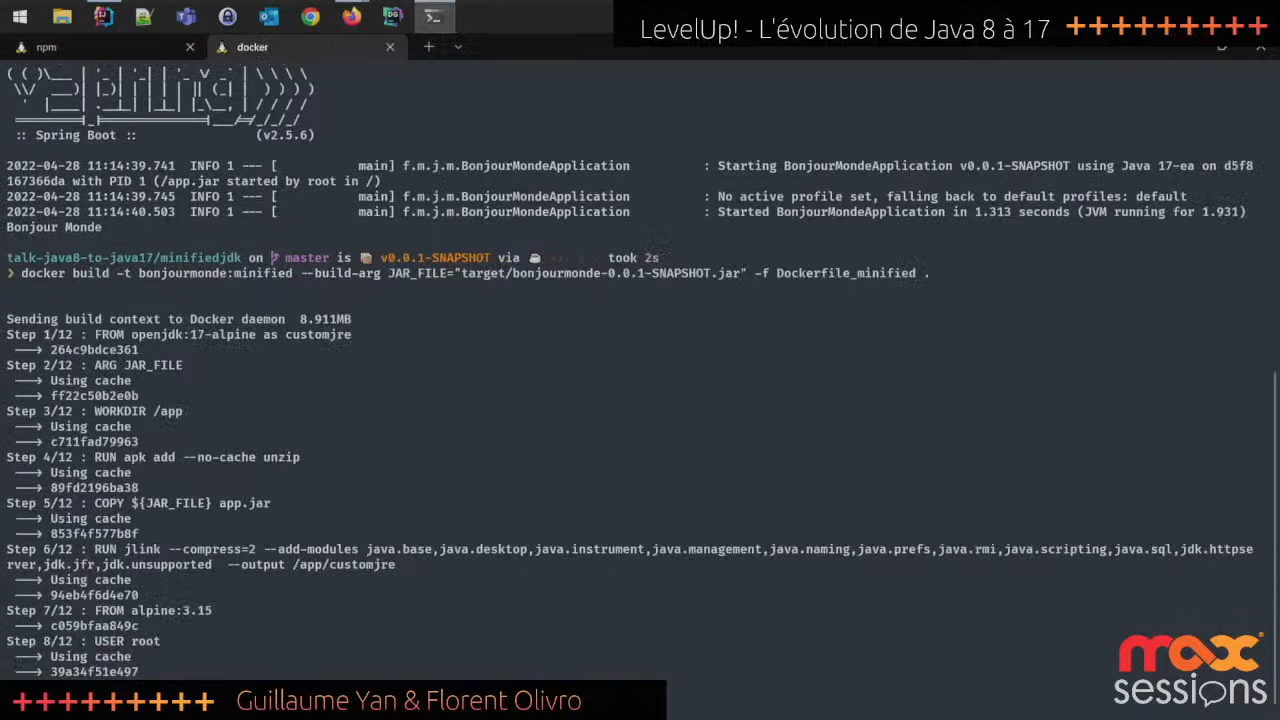 LevelUp! - L'évolution de Java 8 à 17 +++++++++
npm
docker
:: Spring Boot :: (v2.5.6)
2022-04-28 11:14:39.741 INFO 1 --- [ main] f.m.j.m.BonjourMondeApplication : Starting BonjourMondeApplication v0.0.1-SNAPSHOT using Java 17-ea on d5f8
167366da with PID 1 (/app.jar started by root in /)
2022-04-28 11:14:39.745 INFO 1 --- [ main] f.m.j.m.BonjourMondeApplication : No active profile set, falling back to default profiles: default
2022-04-28 11:14:40.503 INFO 1 --- [ main] f.m.j.m.BonjourMondeApplication : Started BonjourMondeApplication in 1.313 seconds (JVM running for 1.931)
Bonjour Monde
talk-java8-to-java17/minifiedjdk on master is v0.0.1-SNAPSHOT via took 2s
❯ docker build -t bonjourmonde:minified --build-arg JAR_FILE="target/bonjourmonde-0.0.1-SNAPSHOT.jar" -f Dockerfile_minified .
Sending build context to Docker daemon 8.911MB
Step 1/12 : FROM openjdk:17-alpine as customjre
---> 264c9bdce361
Step 2/12 : ARG JAR_FILE
---> Using cache
---> ff22c50b2e0b
Step 3/12 : WORKDIR /app
---> Using cache
---> c711fad79963
Step 4/12 : RUN apk add --no-cache unzip
---> Using cache
---> 89fd2196ba38
Step 5/12 : COPY ${JAR_FILE} app.jar
---> Using cache
---> 853f4f577b8f
Step 6/12 : RUN jlink --compress=2 --add-modules java.base,java.desktop,java.instrument,java.management,java.naming,java.prefs,java.rmi,java.scripting,java.sql,jdk.httpse
rver,jdk.jfr,jdk.unsupported --output /app/customjre
---> Using cache
---> 94eb4f6d4e70
Step 7/12 : FROM alpine:3.15
---> c059bfaa849c
Step 8/12 : USER root
---> Using cache
---> 39a34f51e497
max
sessions
+++++++++ Guillaume Yan & Florent Olivro